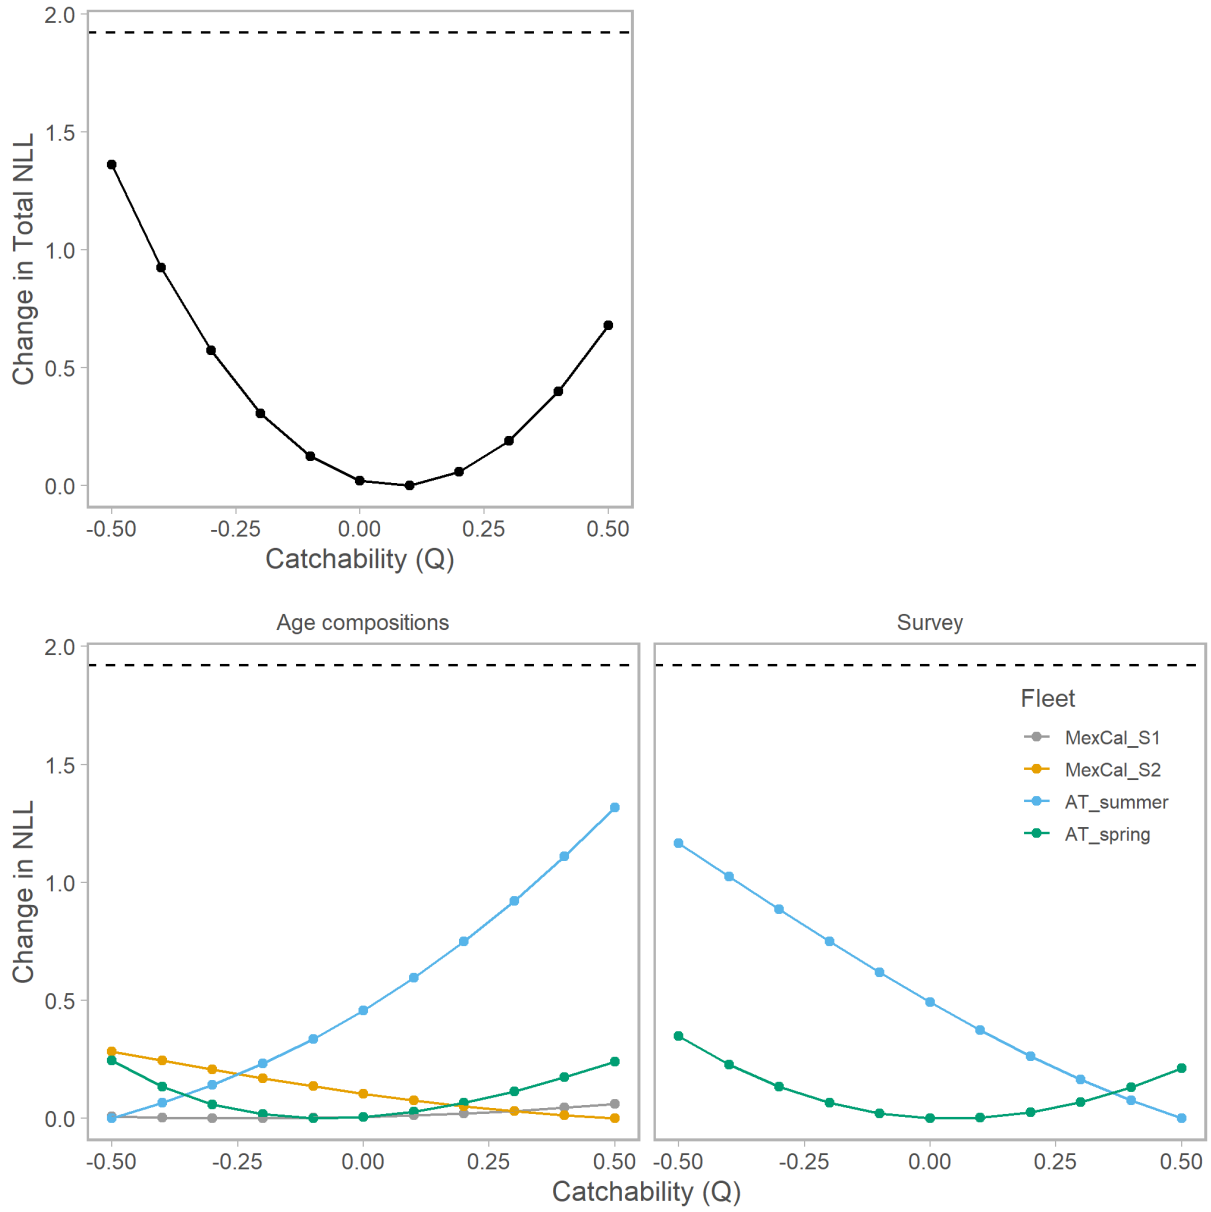 2.0
1.5
1.0
0.5
0.0
Change in Total NLL
-0.50 -0.25 0.00 0.25 0.50
Catchability (Q)
Age compositions
Survey
2.0
1.5
1.0
0.5
0.0
Change in NLL
Fleet
MexCal_S1
MexCal_S2
AT_summer
AT_spring
-0.50 -0.25 0.00 0.25 0.50
-0.50 -0.25 0.00 0.25 0.50
Catchability (Q)